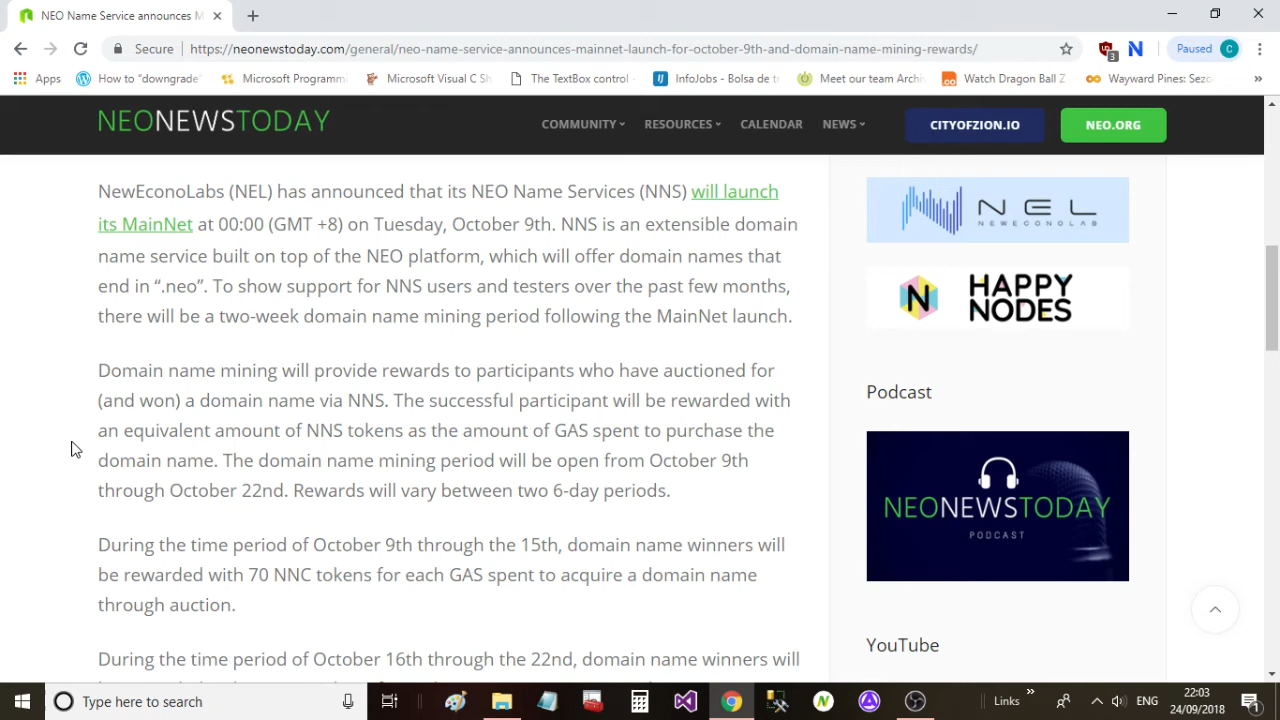 NEO Name Service announces M
Secure
https://neonewstoday.com/general/neo-name-service-announces-mainnet-launch-for-october-9th-and-domain-name-mining-rewards/
3
N
Paused
C
Apps
How to "downgrade
Microsoft Programm
Microsoft Visual C Sh
The TextBox control
InfoJobs - Bolsa de t
Meet our team Archi
Watch Dragon Ball Z
Wayward Pines: Sezo
»
NEONEWSTODAY
COMMUNITY
RESOURCES
CALENDAR
NEWS
CITYOFZION.IO
NEO.ORG
NewEconoLabs (NEL) has announced that its NEO Name Services (NNS) will launch
its MainNet at 00:00 (GMT +8) on Tuesday, October 9th. NNS is an extensible domain
name service built on top of the NEO platform, which will offer domain names that
end in “.neo”. To show support for NNS users and testers over the past few months,
there will be a two-week domain name mining period following the MainNet launch.
Domain name mining will provide rewards to participants who have auctioned for
(and won) a domain name via NNS. The successful participant will be rewarded with
an equivalent amount of NNS tokens as the amount of GAS spent to purchase the
domain name. The domain name mining period will be open from October 9th
through October 22nd. Rewards will vary between two 6-day periods.
During the time period of October 9th through the 15th, domain name winners will
be rewarded with 70 NNC tokens for each GAS spent to acquire a domain name
through auction.
During the time period of October 16th through the 22nd, domain name winners will
NEL
NEWECONOLAB
N
HAPPY
NODES
Podcast
NEONEWSTODAY
PODCAST
YouTube
Type here to search
Links
»
ENG
22:03
24/09/2018
1